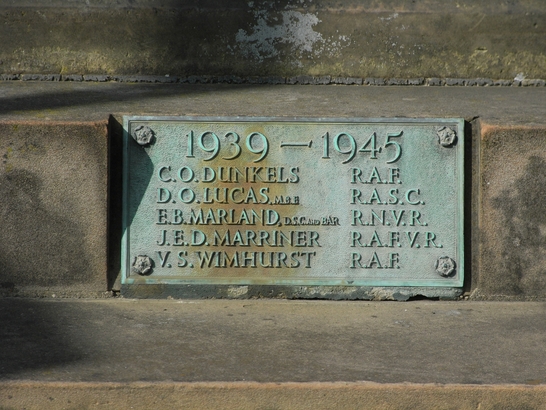 1939 — 1945
C.O. DUNKELS R.A.F.
D.O. LUCAS, M.B.E R.A.S.C.
E.B. MARLAND, D.S.C. AND BAR R.N.V.R.
J.E.D. MARRINER R.A.F.V.R.
V.S. WIMHURST R.A.F.